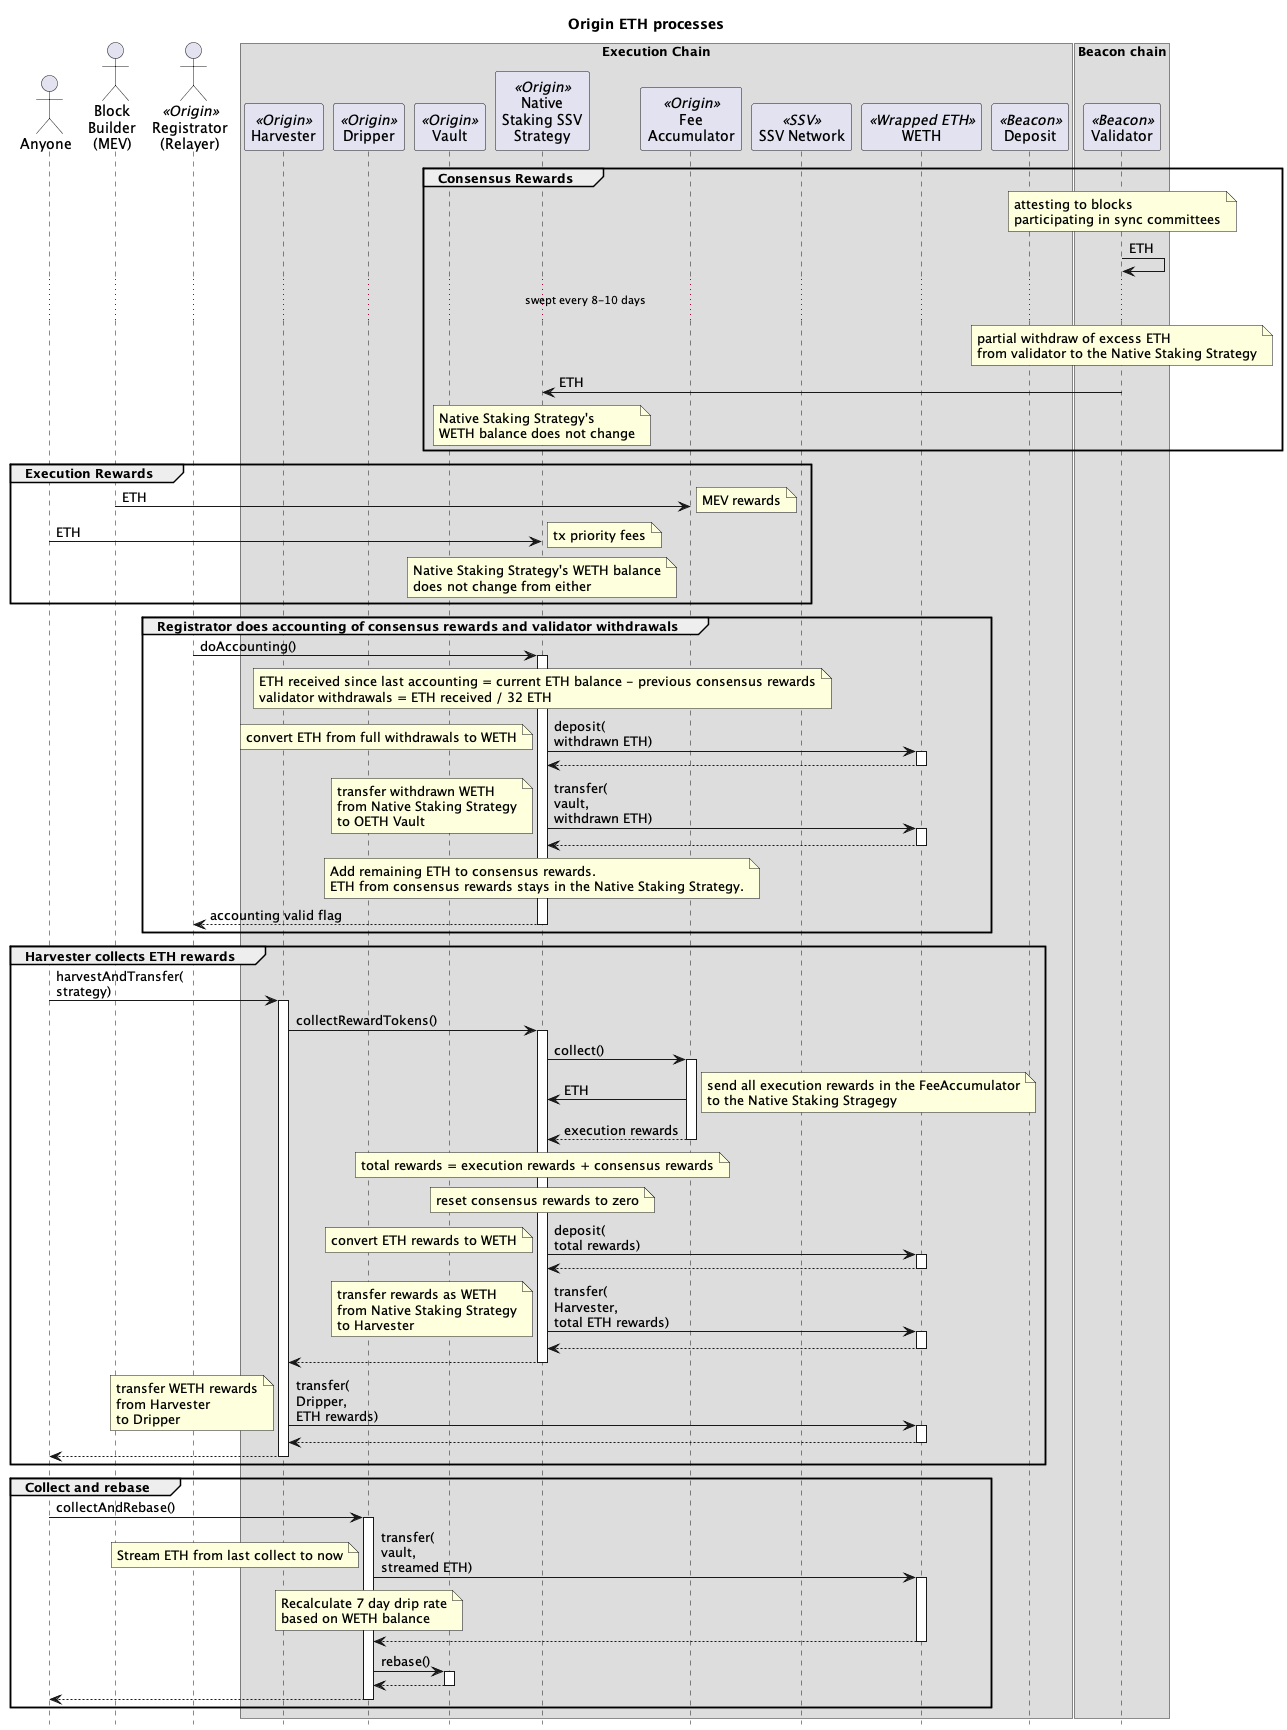 Origin ETH processes
Execution Chain
Beacon chain
Anyone
Block
Builder
(MEV)
«Origin»
Registrator
(Relayer)
«Origin»
Harvester
«Origin»
Dripper
«Origin»
Vault
«Origin»
Native
Staking SSV
Strategy
«Origin»
Fee
Accumulator
«SSV»
SSV Network
«Wrapped ETH»
WETH
«Beacon»
Deposit
«Beacon»
Validator
Consensus Rewards
attesting to blocks
participating in sync committees
ETH
swept every 8-10 days
partial withdraw of excess ETH
from validator to the Native Staking Strategy
ETH
Native Staking Strategy's
WETH balance does not change
Execution Rewards
ETH
MEV rewards
ETH
tx priority fees
Native Staking Strategy's WETH balance
does not change from either
Registrator does accounting of consensus rewards and validator withdrawals
doAccounting()
ETH received since last accounting = current ETH balance - previous consensus rewards
validator withdrawals = ETH received / 32 ETH
convert ETH from full withdrawals to WETH
deposit(
withdrawn ETH)
transfer withdrawn WETH
from Native Staking Strategy
to OETH Vault
transfer(
vault,
withdrawn ETH)
Add remaining ETH to consensus rewards.
ETH from consensus rewards stays in the Native Staking Strategy.
accounting valid flag
Harvester collects ETH rewards
harvestAndTransfer(
strategy)
collectRewardTokens()
collect()
send all execution rewards in the FeeAccumulator
to the Native Staking Stragegy
ETH
execution rewards
total rewards = execution rewards + consensus rewards
reset consensus rewards to zero
convert ETH rewards to WETH
deposit(
total rewards)
transfer rewards as WETH
from Native Staking Strategy
to Harvester
transfer(
Harvester,
total ETH rewards)
transfer WETH rewards
from Harvester
to Dripper
transfer(
Dripper,
ETH rewards)
Collect and rebase
collectAndRebase()
Stream ETH from last collect to now
transfer(
vault,
streamed ETH)
Recalculate 7 day drip rate
based on WETH balance
rebase()